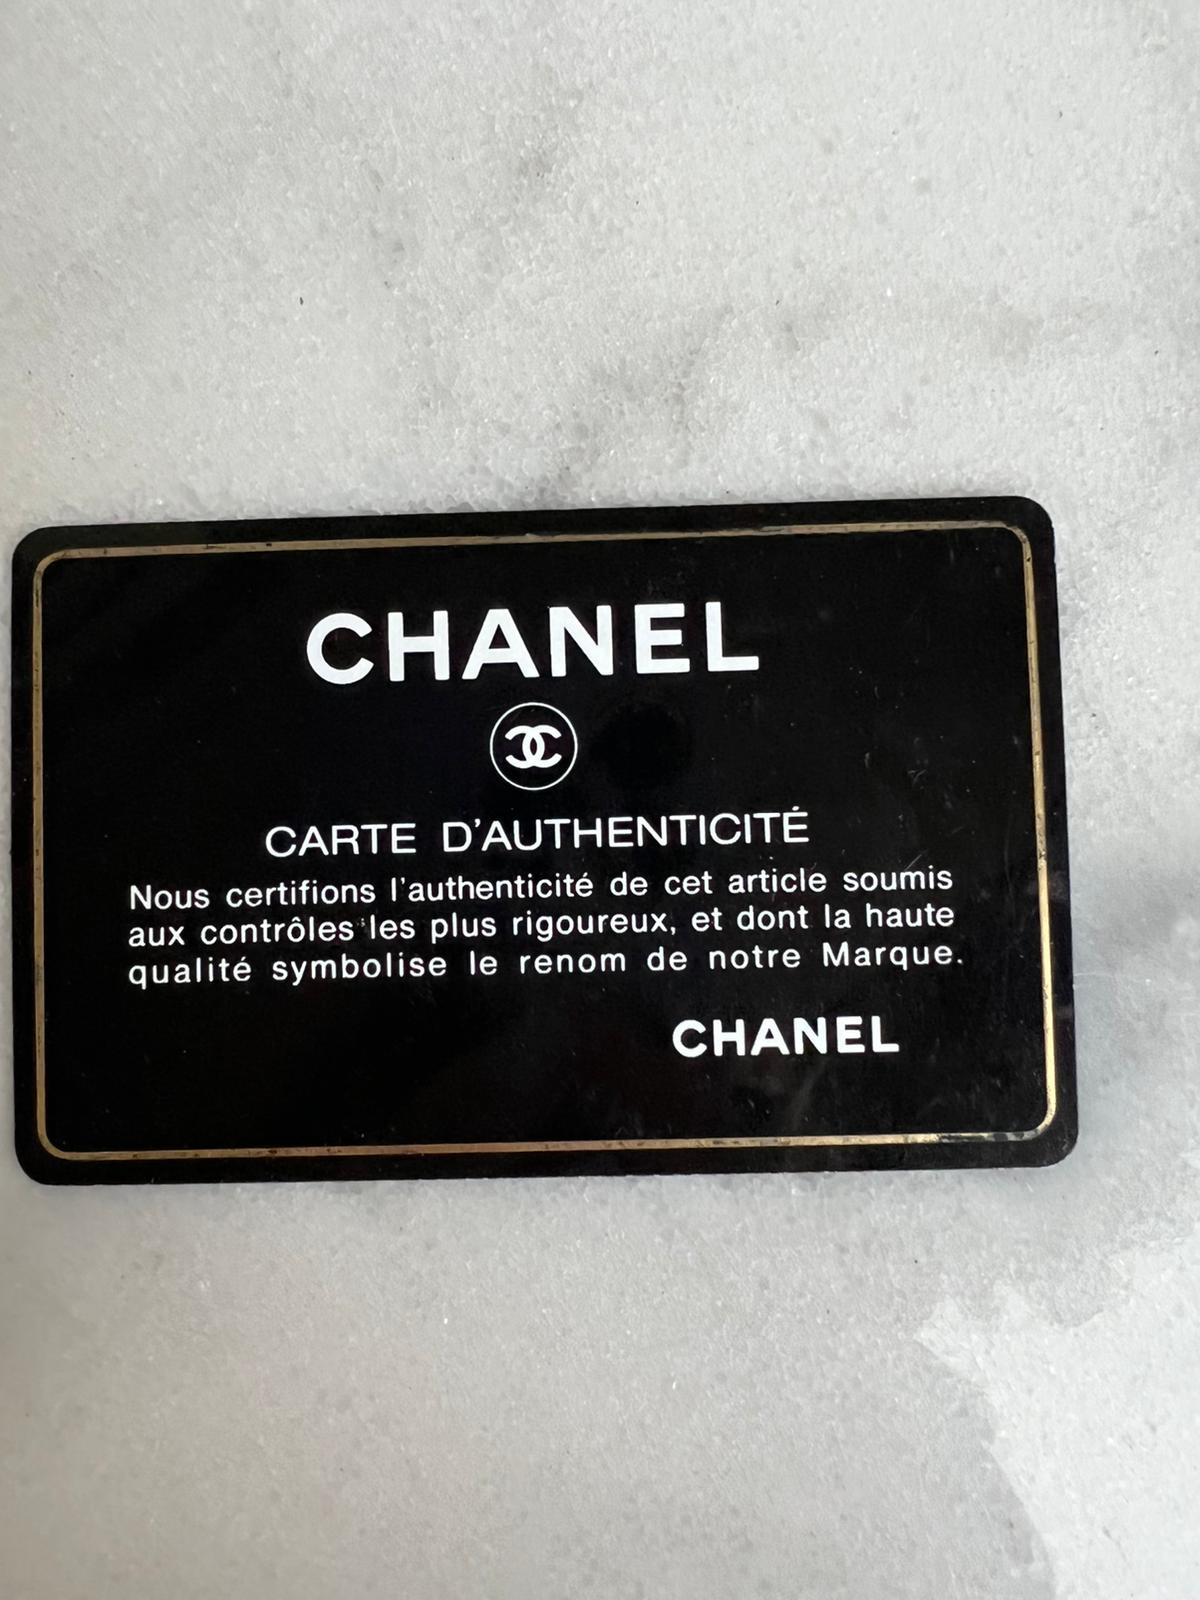 CHANEL
CARTE D'AUTHENTICITÉ
Nous certifions l'authenticité de cet article soumis
aux contrôles les plus rigoureux, et dont la haute
qualité symbolise le renom de notre Marque.
CHANEL